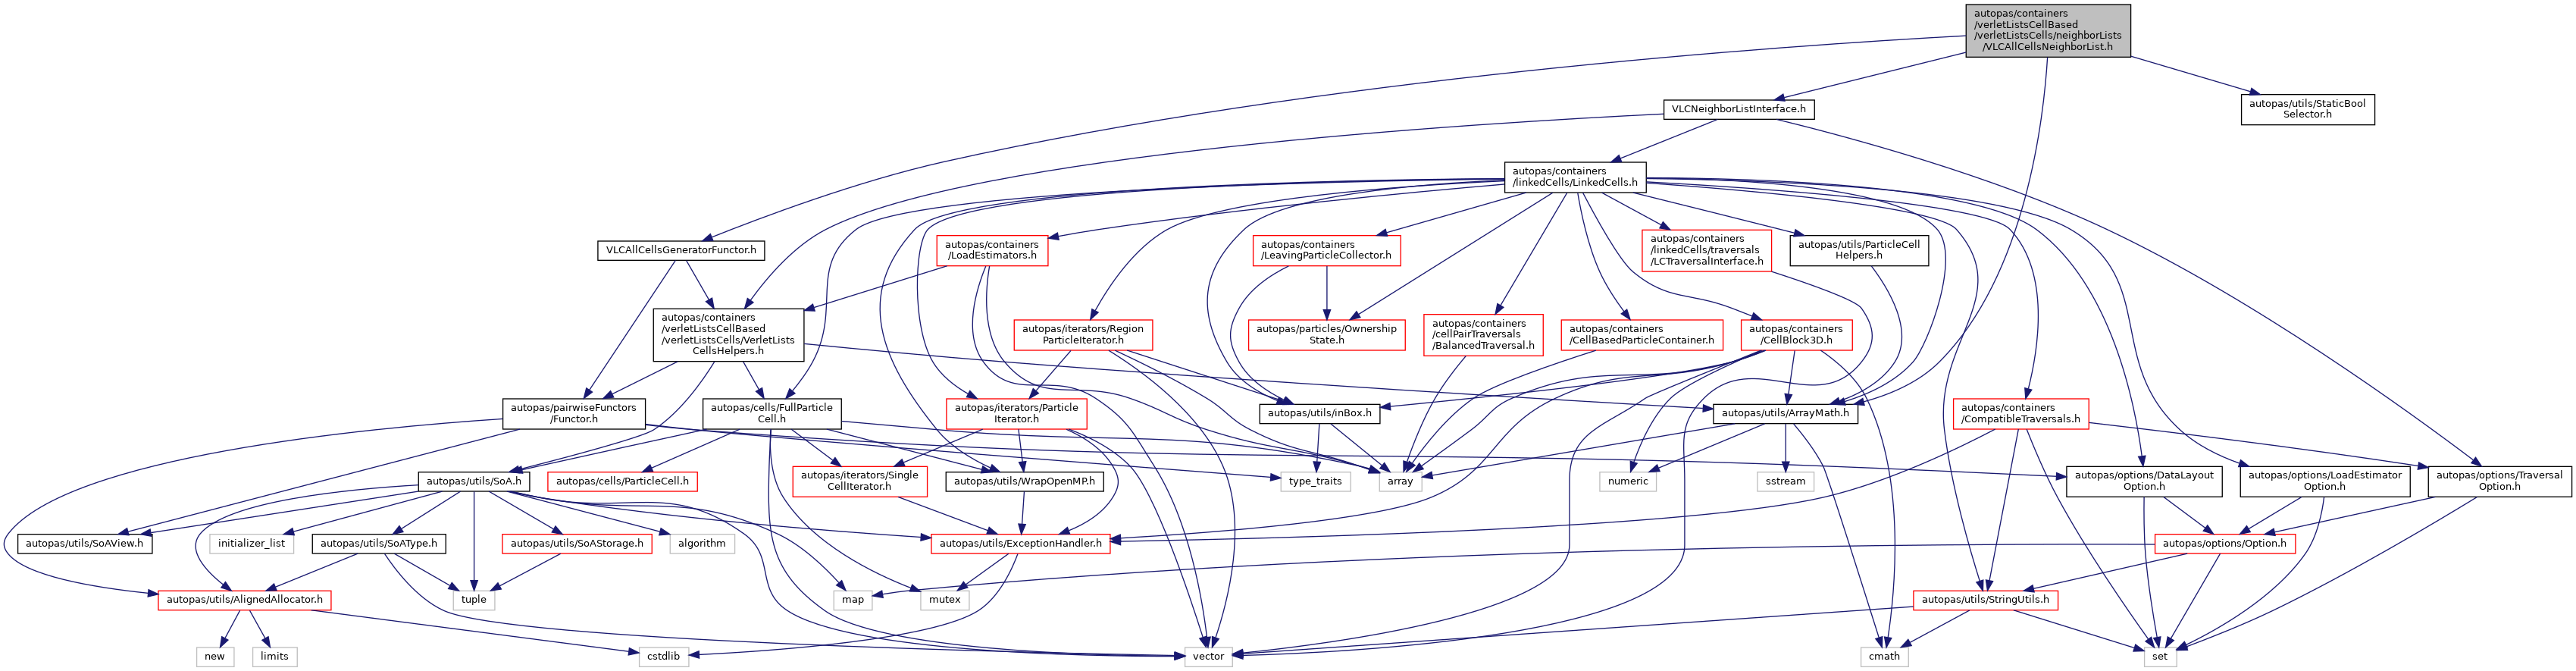 autopas/containers
/verletListsCellBased
/verletListsCells/neighborLists
/VLCAllCellsNeighborList.h
VLCNeighborListInterface.h
autopas/utils/StaticBool
Selector.h
autopas/containers
/linkedCells/LinkedCells.h
VLCAllCellsGeneratorFunctor.h
autopas/containers
/LoadEstimators.h
autopas/containers
/LeavingParticleCollector.h
autopas/containers
/linkedCells/traversals
/LCTraversalInterface.h
autopas/utils/ParticleCell
Helpers.h
autopas/containers
/verletListsCellBased
/verletListsCells/VerletLists
CellsHelpers.h
autopas/iterators/Region
ParticleIterator.h
autopas/particles/Ownership
State.h
autopas/containers
/cellPairTraversals
/BalancedTraversal.h
autopas/containers
/CellBasedParticleContainer.h
autopas/containers
/CellBlock3D.h
autopas/pairwiseFunctors
/Functor.h
autopas/cells/FullParticle
Cell.h
autopas/iterators/Particle
Iterator.h
autopas/utils/inBox.h
autopas/utils/ArrayMath.h
autopas/containers
/CompatibleTraversals.h
autopas/utils/SoA.h
autopas/cells/ParticleCell.h
autopas/iterators/Single
CellIterator.h
autopas/utils/WrapOpenMP.h
type_traits
array
numeric
sstream
autopas/options/DataLayout
Option.h
autopas/options/LoadEstimator
Option.h
autopas/options/Traversal
Option.h
autopas/utils/SoAView.h
initializer_list
autopas/utils/SoAType.h
autopas/utils/SoAStorage.h
algorithm
autopas/utils/ExceptionHandler.h
autopas/options/Option.h
autopas/utils/AlignedAllocator.h
tuple
map
mutex
autopas/utils/StringUtils.h
new
limits
cstdlib
vector
cmath
set